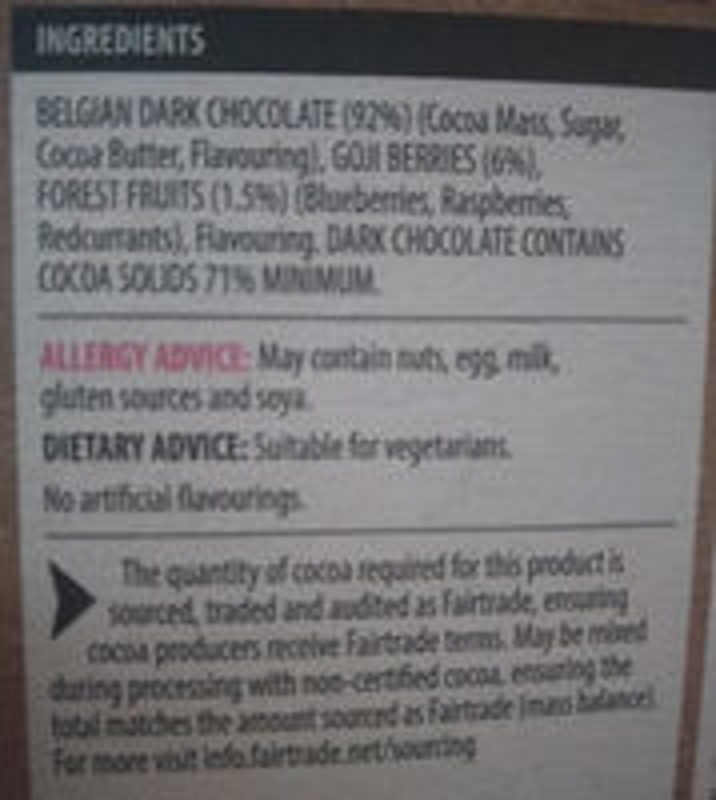 INGREDIENTS
BELGIAN DARK CHOCOLATE (92%) (Cocoa Mass, Sugar,
Cocoa Butter, Flavouring), GOJI BERRIES (6%),
FOREST FRUITS (1.5%) (Blueberries, Raspberries,
Redcurrants), Flavouring. DARK CHOCOLATE CONTAINS
COCOA SOLIDS 71% MINIMUM.
ALLERGY ADVICE: May contain nuts, egg, milk,
gluten sources and soya.
DIETARY ADVICE: Suitable for vegetarians.
No artificial flavourings.
The quantity of cocoa required for this product is
sourced, traded and audited as Fairtrade, ensuring
cocoa producers receive Fairtrade terms. May be mixed
during processing with non-certified cocoa, ensuring the
total matches the amount sourced as Fairtrade (mass balance).
For more visit info.fairtrade.net/sourcing